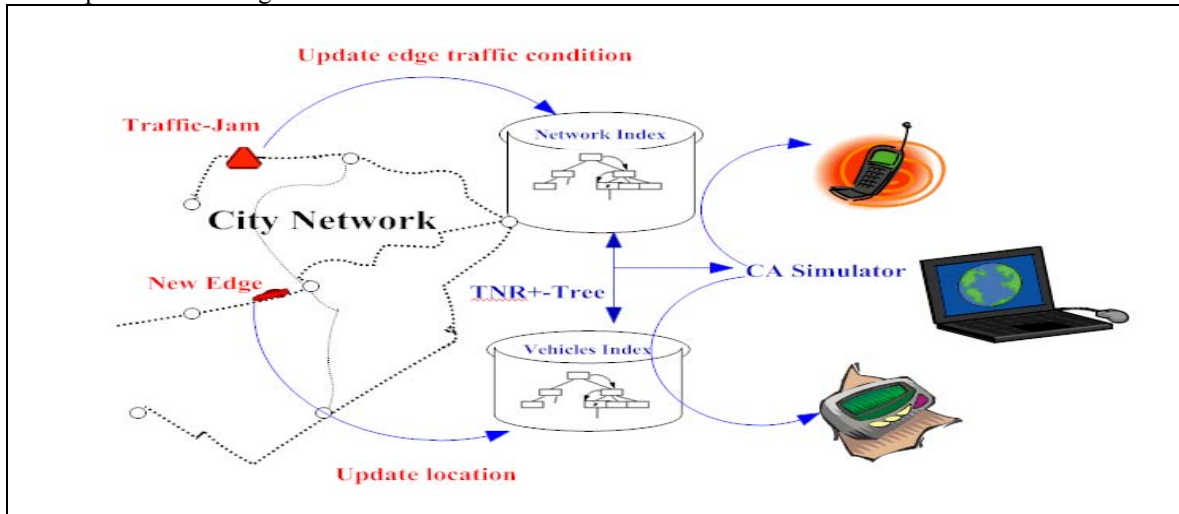 Update edge traffic condition
Traffic-Jam
Network Index
City Network
New Edge
CA Simulator
TNR+-Tree
Vehicles Index
Update location